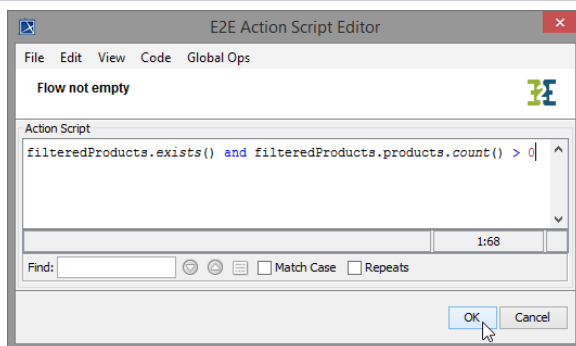 E2E Action Script Editor
File Edit View Code Global Ops
Flow not empty
E2E
Action Script
filteredProducts.exists() and filteredProducts.products.count() > 0
1:68
Find: Match Case Repeats
OK Cancel